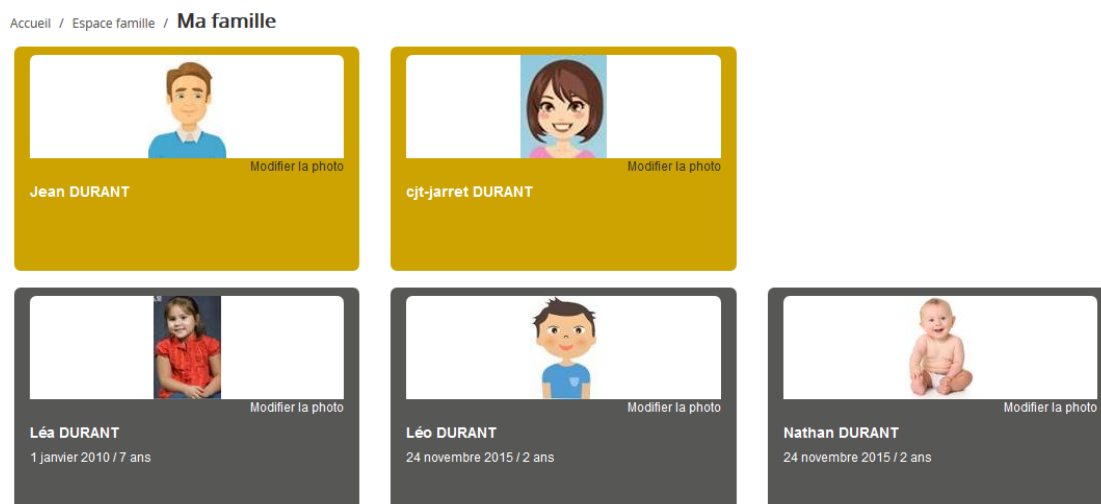 Accueil / Espace famille / Ma famille
Modifier la photo
Jean DURANT
Modifier la photo
cjt-jarret DURANT
Modifier la photo
Léa DURANT
1 janvier 2010 / 7 ans
Modifier la photo
Léo DURANT
24 novembre 2015 / 2 ans
Modifier la photo
Nathan DURANT
24 novembre 2015 / 2 ans